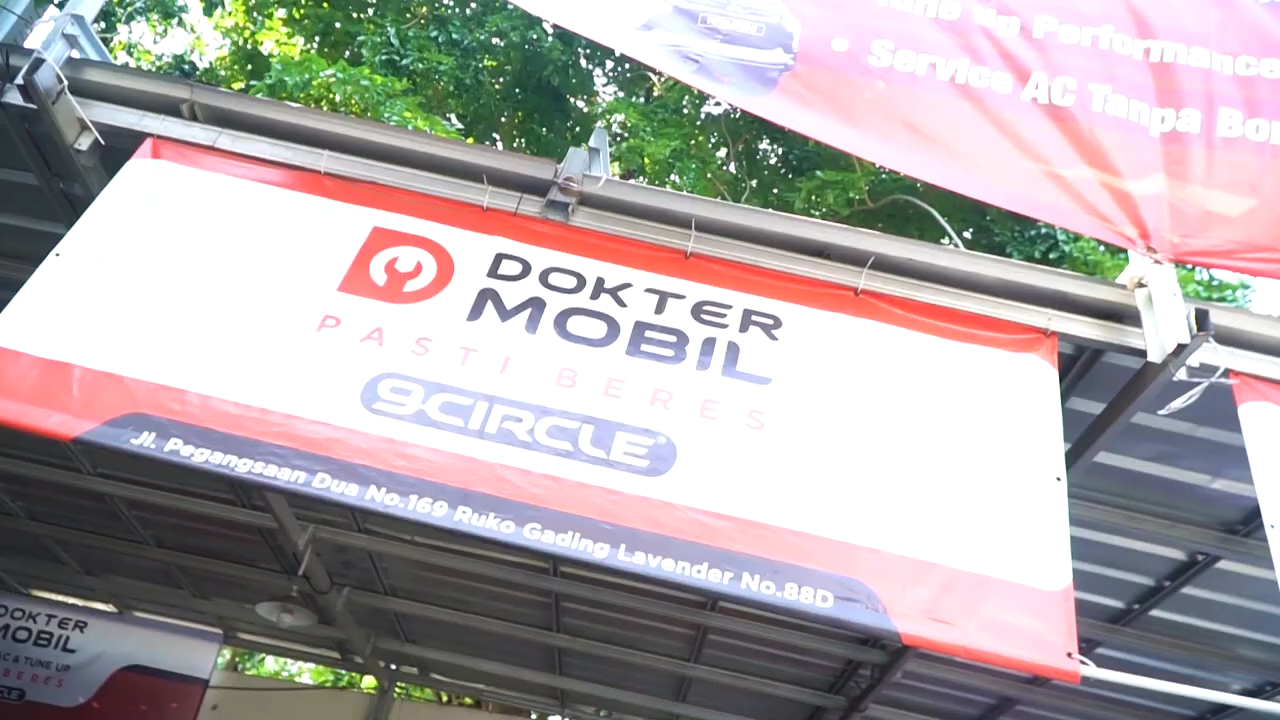 Tune up Performance
• Service AC Tanpa
DOKTER
MOBIL
PASTI BERES
9CIRCLE®
Jl. Pegangsaan Dua No.169 Ruko Gading Lavender No.88D
DOKTER
MOBIL
AC & TUNE UP
BERES